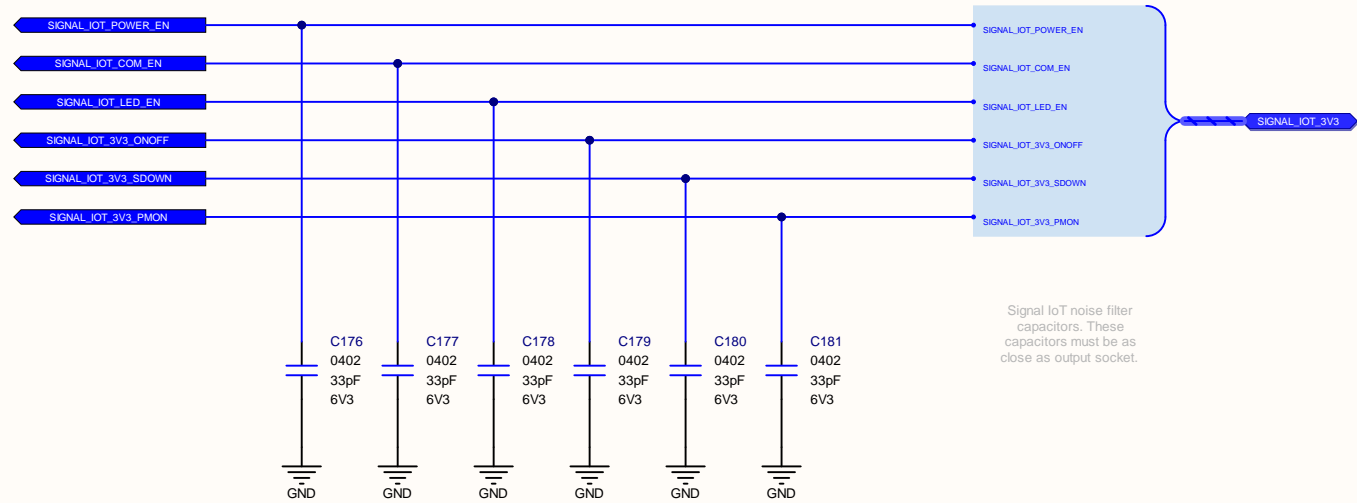 SIGNAL_IOT_POWER_EN
SIGNAL_IOT_COM_EN
SIGNAL_IOT_LED_EN
SIGNAL_IOT_3V3_ONOFF
SIGNAL_IOT_3V3_SDOWN
SIGNAL_IOT_3V3_PMON
SIGNAL_IOT_POWER_EN
SIGNAL_IOT_COM_EN
SIGNAL_IOT_LED_EN
SIGNAL_IOT_3V3_ONOFF
SIGNAL_IOT_3V3_SDOWN
SIGNAL_IOT_3V3_PMON
SIGNAL_IOT_3V3
Signal IoT noise filter
capacitors. These
capacitors must be as
close as output socket.
C176
0402
33pF
6V3
C177
0402
33pF
6V3
C178
0402
33pF
6V3
C179
0402
33pF
6V3
C180
0402
33pF
6V3
C181
0402
33pF
6V3
GND
GND
GND
GND
GND
GND